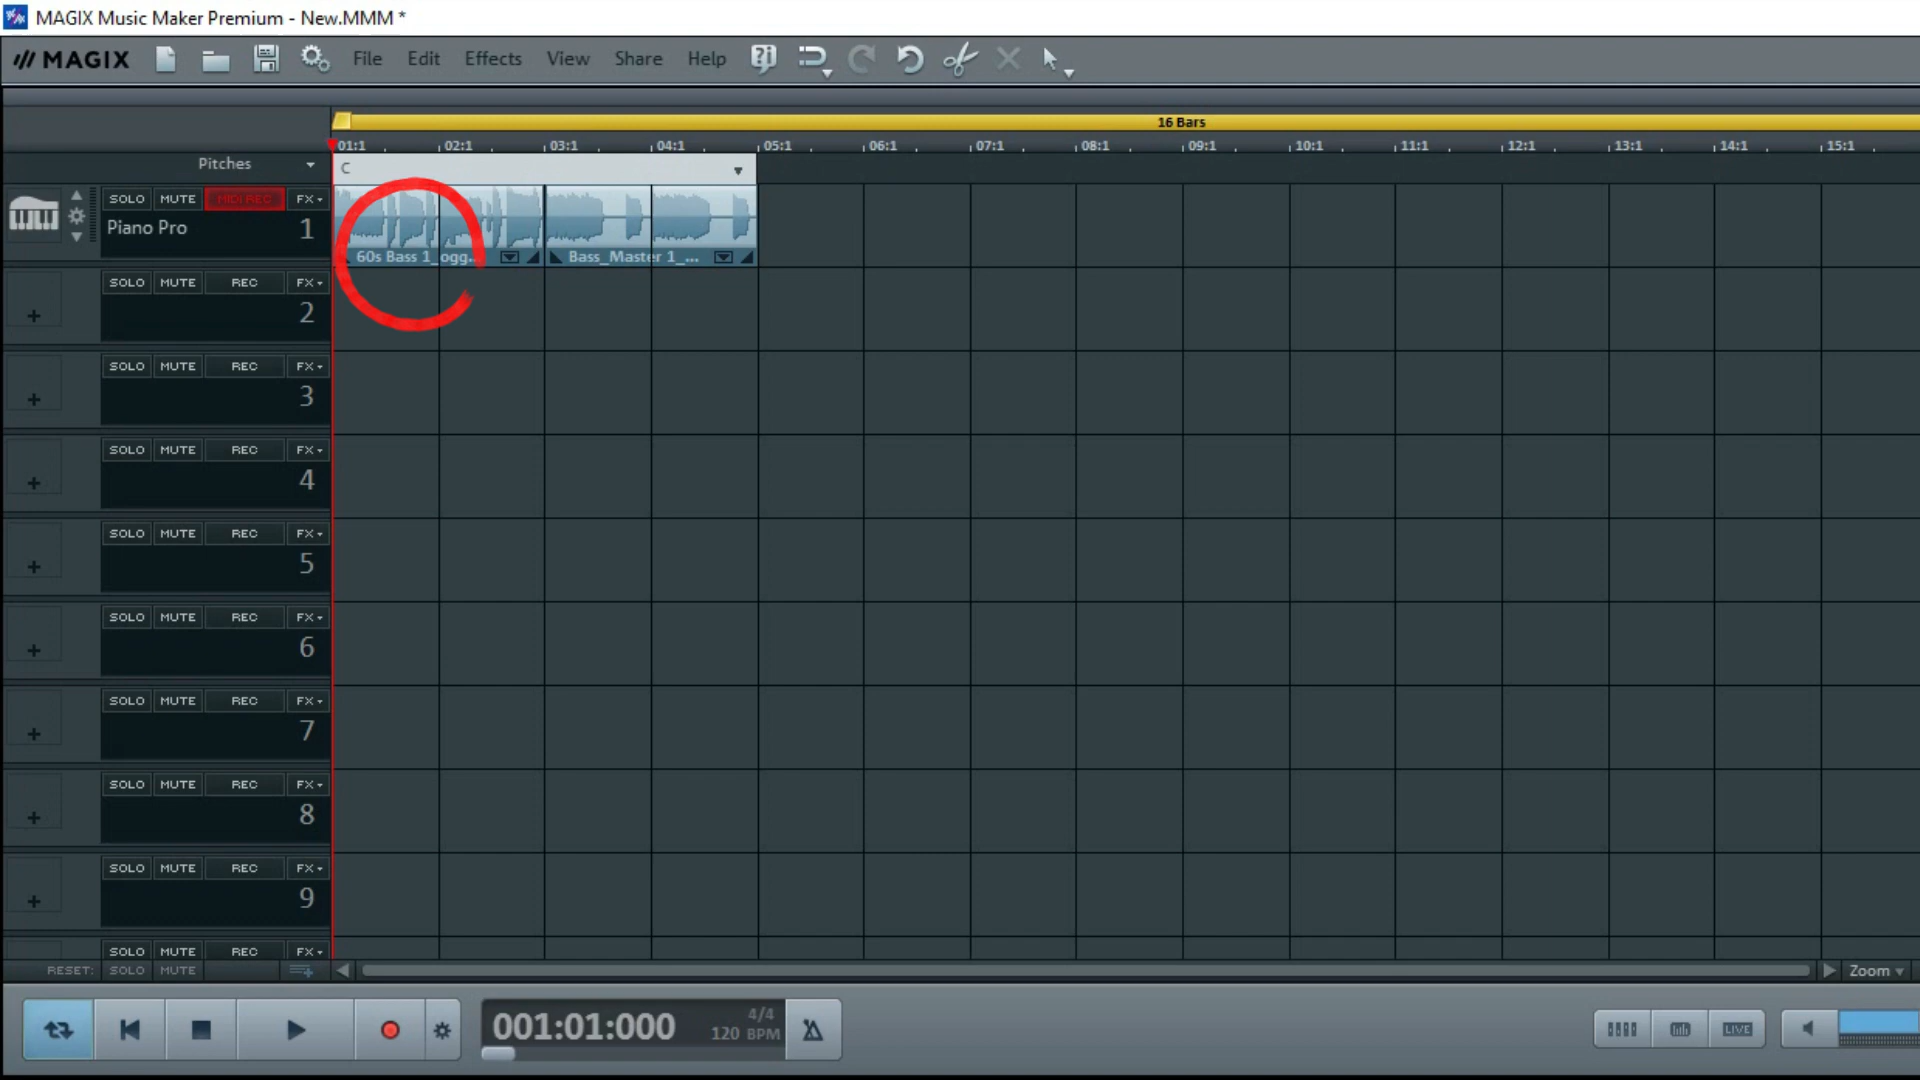 MAGIX Music Maker Premium - New.MMM *
MAGIX File Edit Effects View Share Help
16 Bars
01:1 02:1 03:1 04:1 05:1 06:1 07:1 08:1 09:1 10:1 11:1 12:1 13:1 14:1 15:1
Pitches C
SOLO MUTE MIDI REC FX
Piano Pro 1
60s Bass 1_ogg... Bass_Master 1_...
SOLO MUTE REC FX
2
SOLO MUTE REC FX
3
SOLO MUTE REC FX
4
SOLO MUTE REC FX
5
SOLO MUTE REC FX
6
SOLO MUTE REC FX
7
SOLO MUTE REC FX
8
SOLO MUTE REC FX
9
SOLO MUTE REC FX
RESET: SOLO MUTE Zoom
001:01:000 4/4
120 BPM
LIVE